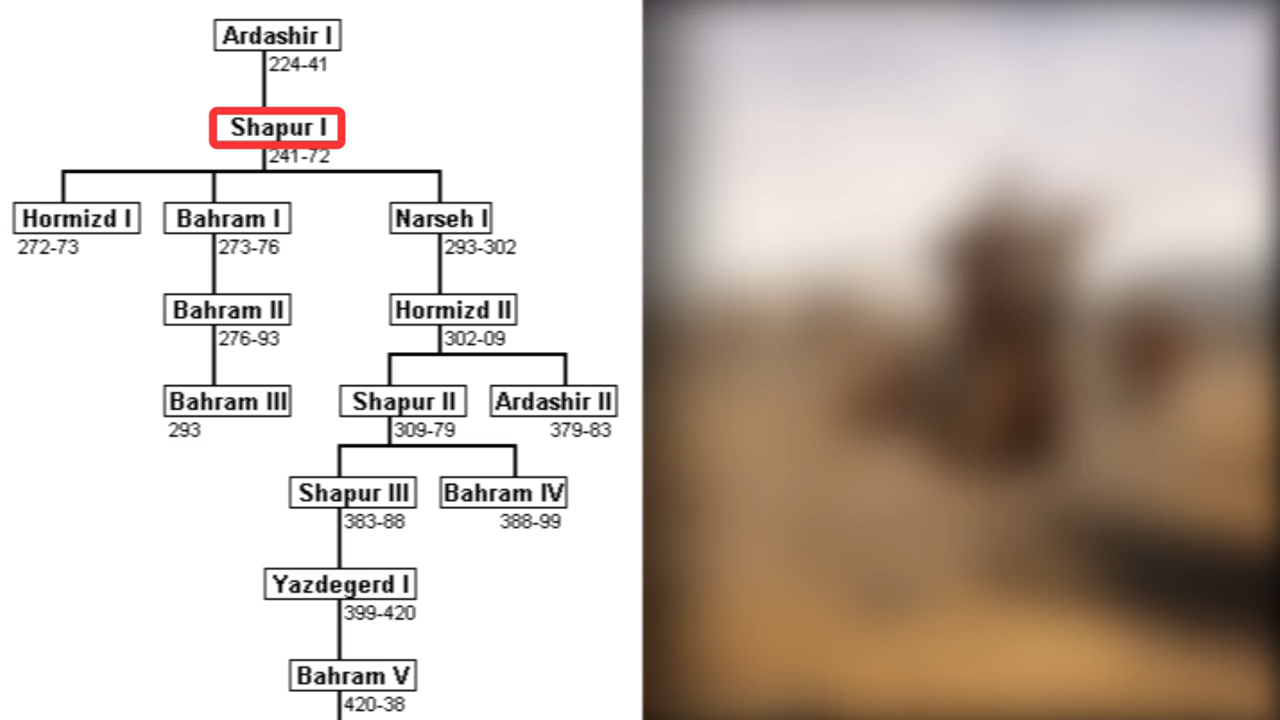 Ardashir I
224-41
Shapur I
241-72
Hormizd I Bahram I Narseh I
272-73 273-76 293-302
Bahram II Hormizd II
276-93 302-09
Bahram III Shapur II Ardashir II
293 309-79 379-83
Shapur III Bahram IV
383-88 388-99
Yazdegerd I
399-420
Bahram V
420-38